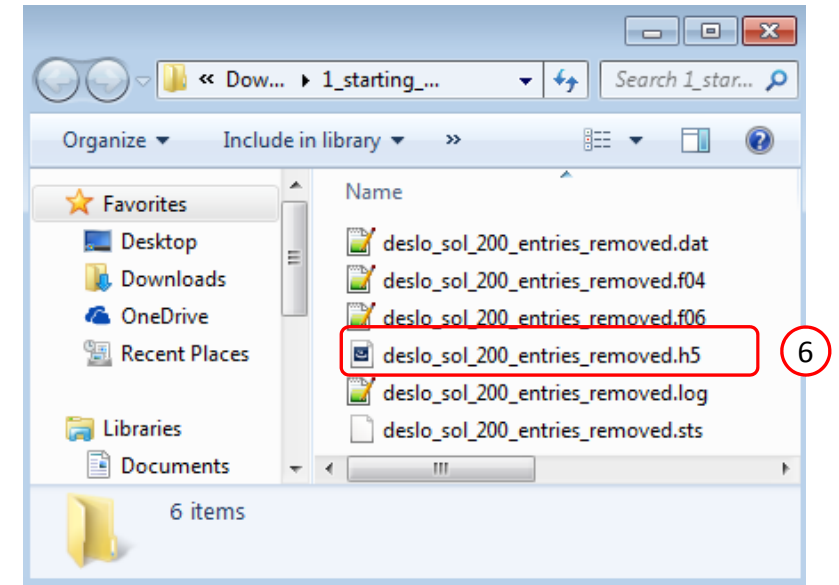 « Dow... 1_starting_... Search 1_star...
Organize Include in library »
Favorites
Desktop
Downloads
OneDrive
Recent Places
Libraries
Documents
Name
deslo_sol_200_entries_removed.dat
deslo_sol_200_entries_removed.f04
deslo_sol_200_entries_removed.f06
deslo_sol_200_entries_removed.h5 6
deslo_sol_200_entries_removed.log
deslo_sol_200_entries_removed.sts
6 items